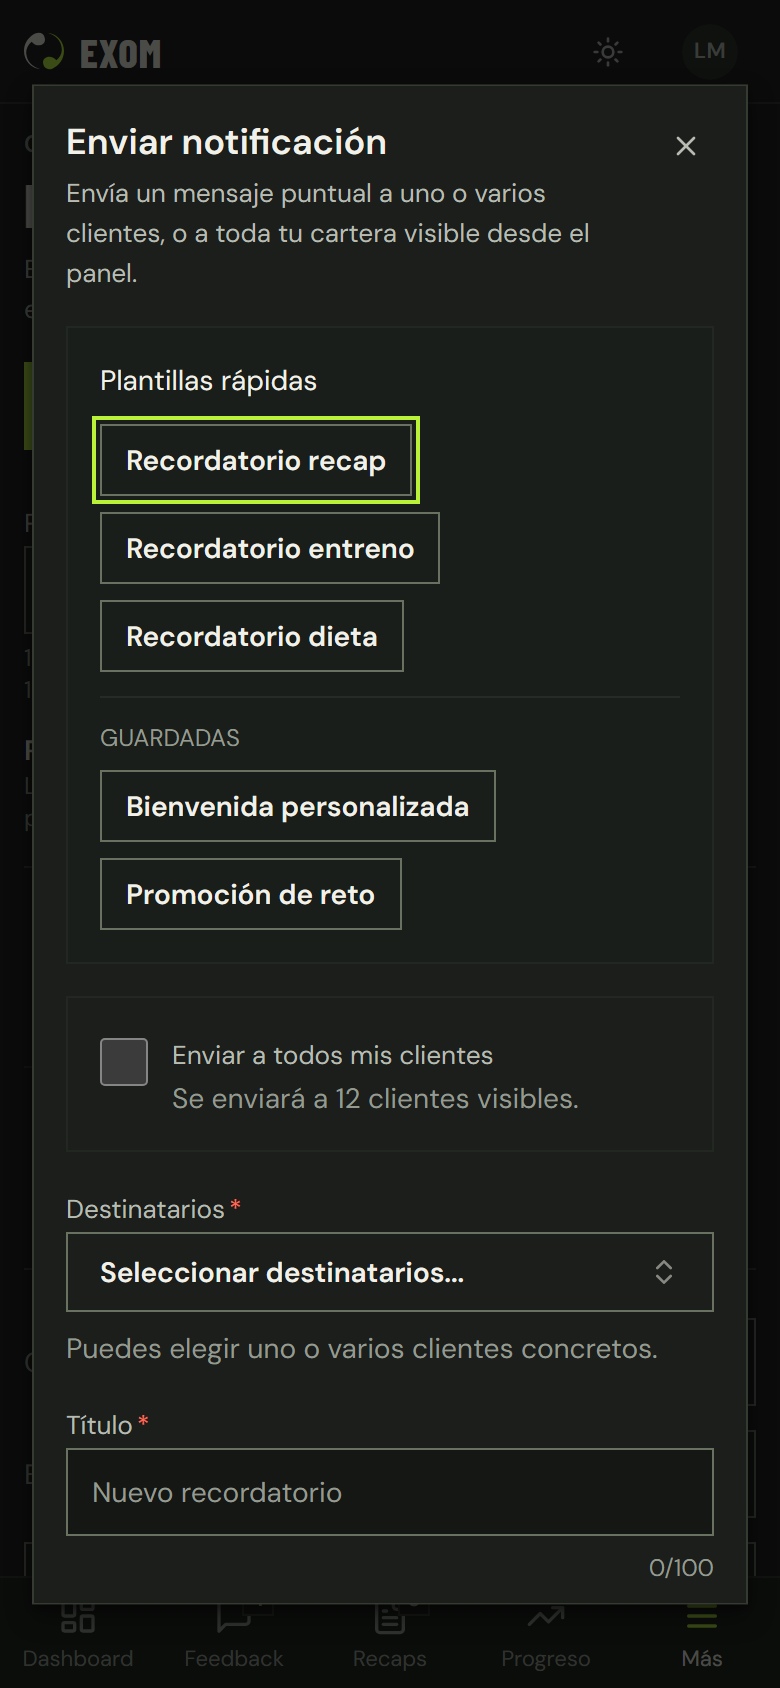 EXOM
LM
Enviar notificación
Envía un mensaje puntual a uno o varios
clientes, o a toda tu cartera visible desde el
panel.
Plantillas rápidas
Recordatorio recap
Recordatorio entreno
Recordatorio dieta
GUARDADAS
Bienvenida personalizada
Promoción de reto
Enviar a todos mis clientes
Se enviará a 12 clientes visibles.
Destinatarios *
Seleccionar destinatarios...
Puedes elegir uno o varios clientes concretos.
Título *
Nuevo recordatorio
0/100
Dashboard
Feedback
Recaps
Progreso
Más